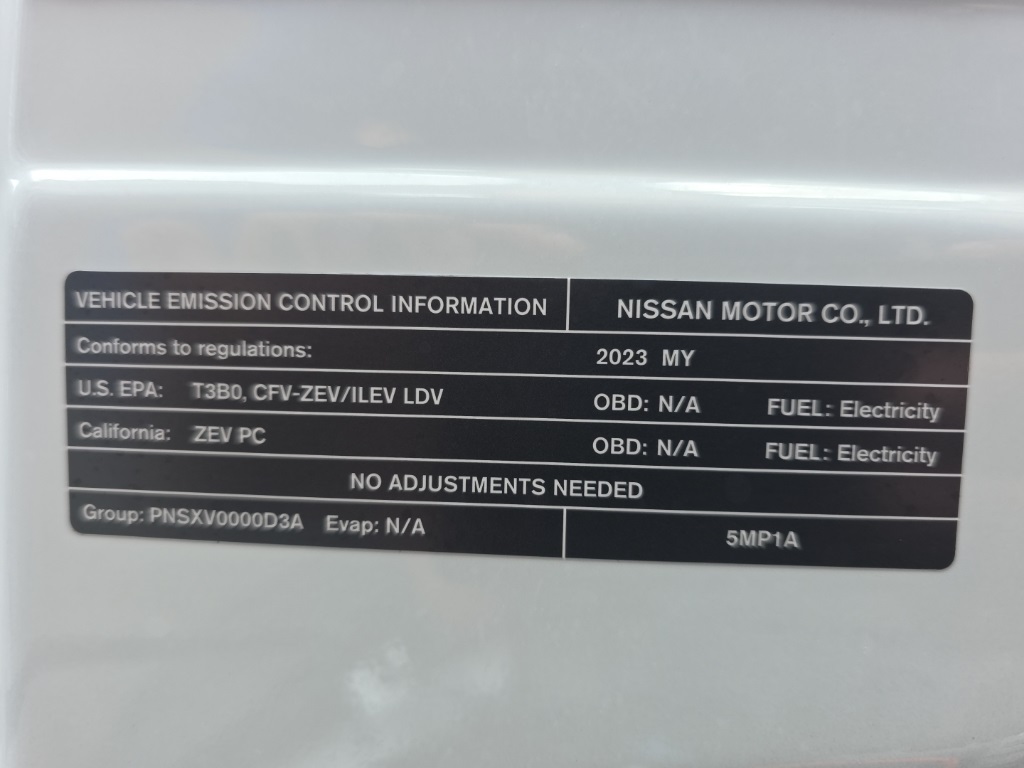 VEHICLE EMISSION CONTROL INFORMATION NISSAN MOTOR CO., LTD.
Conforms to regulations: 2023 MY
U.S. EPA: T3B0, CFV-ZEV/ILEV LDV OBD: N/A FUEL: Electricity
California: ZEV PC OBD: N/A FUEL: Electricity
NO ADJUSTMENTS NEEDED
Group: PNSXV0000D3A Evap: N/A 5MP1A